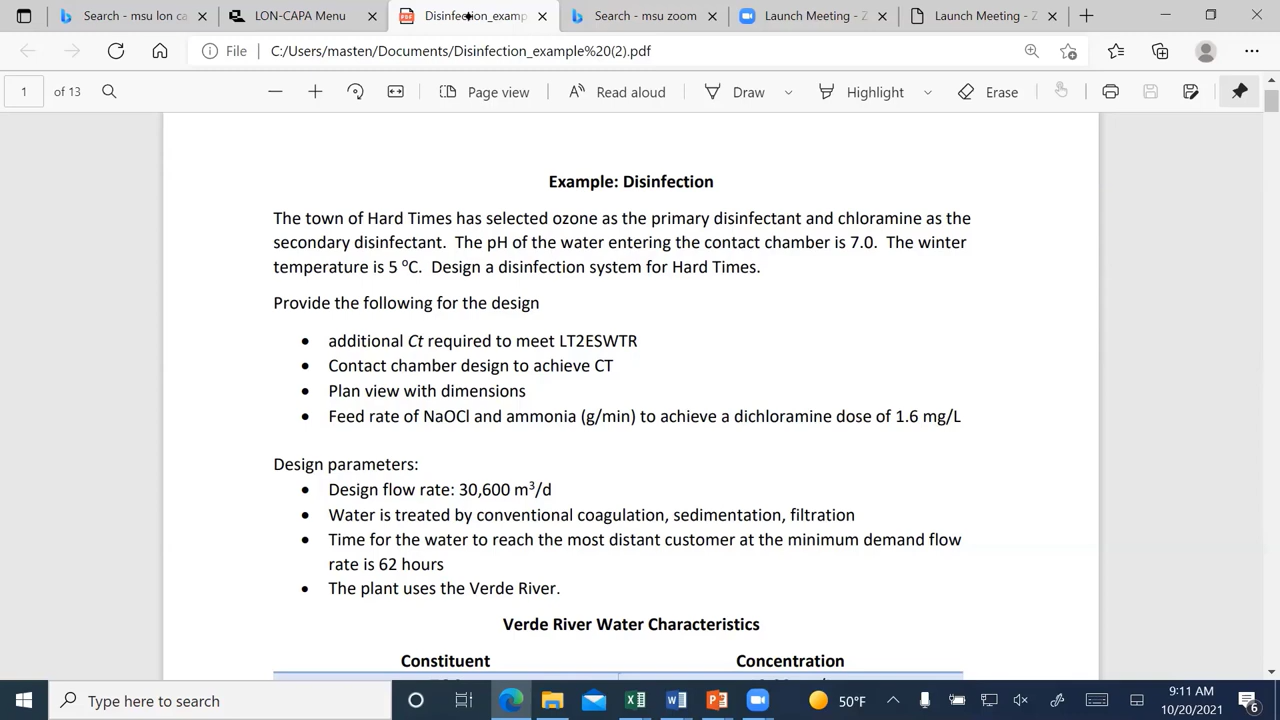 Search - msu lon ca
LON-CAPA Menu
Disinfection_examp
Search - msu zoom
Launch Meeting - Z
Launch Meeting - Z
File
C:/Users/masten/Documents/Disinfection_example%20(2).pdf
1 of 13
Page view
Read aloud
Draw
Highlight
Erase
Example: Disinfection
The town of Hard Times has selected ozone as the primary disinfectant and chloramine as the
secondary disinfectant. The pH of the water entering the contact chamber is 7.0. The winter
temperature is 5 °C. Design a disinfection system for Hard Times.
Provide the following for the design
• additional Ct required to meet LT2ESWTR
• Contact chamber design to achieve CT
• Plan view with dimensions
• Feed rate of NaOCl and ammonia (g/min) to achieve a dichloramine dose of 1.6 mg/L
Design parameters:
• Design flow rate: 30,600 m³/d
• Water is treated by conventional coagulation, sedimentation, filtration
• Time for the water to reach the most distant customer at the minimum demand flow
rate is 62 hours
• The plant uses the Verde River.
Verde River Water Characteristics
Constituent Concentration
Type here to search
50°F
9:11 AM
10/20/2021
6